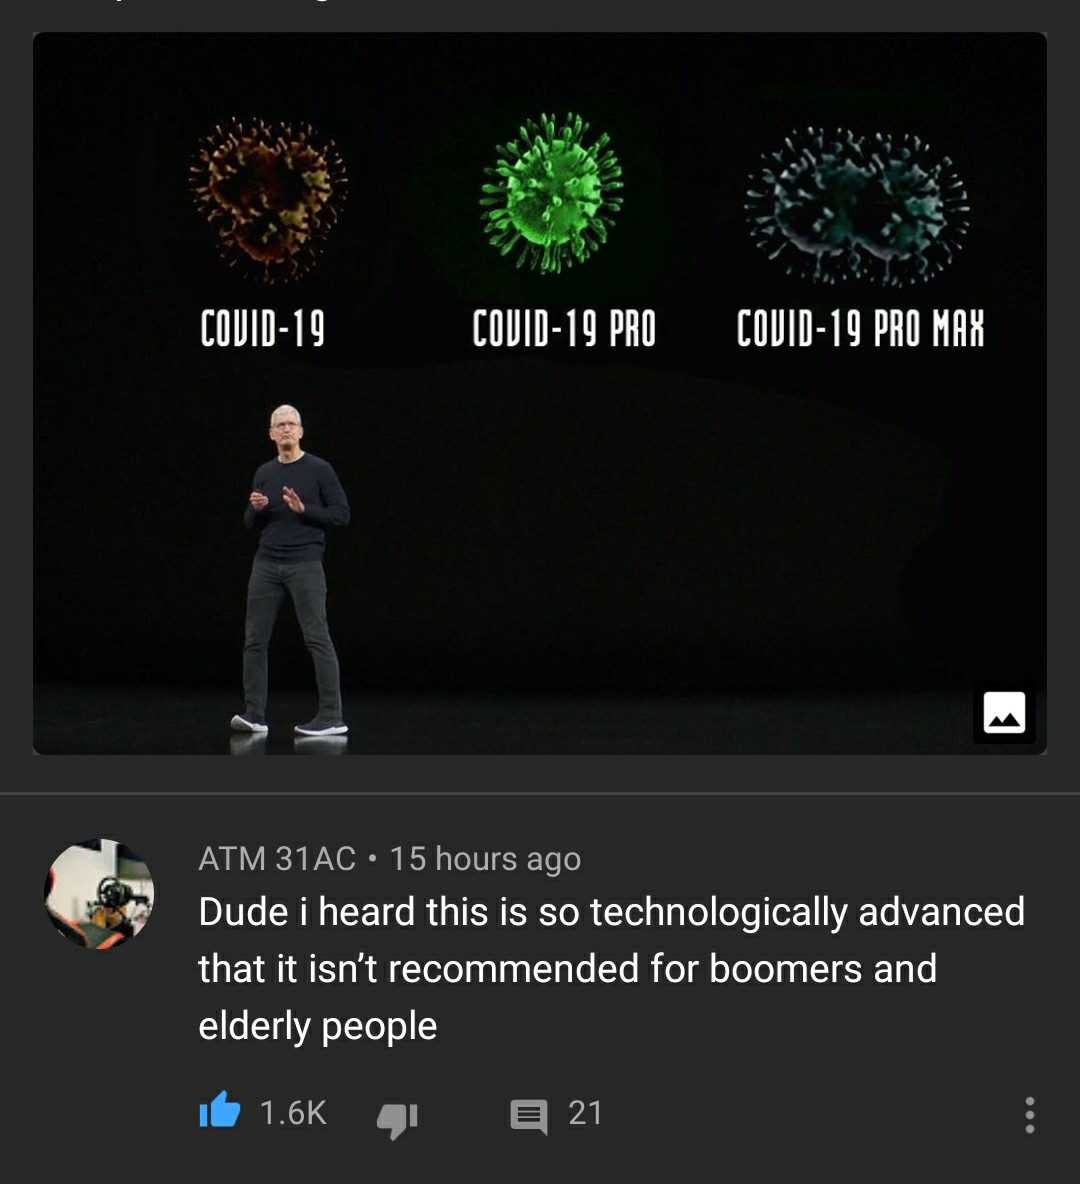 COVID-19
COVID-19 PRO
COVID-19 PRO MAX
ATM 31AC • 15 hours ago
Dude i heard this is so technologically advanced
that it isn’t recommended for boomers and
elderly people
1.6K
21